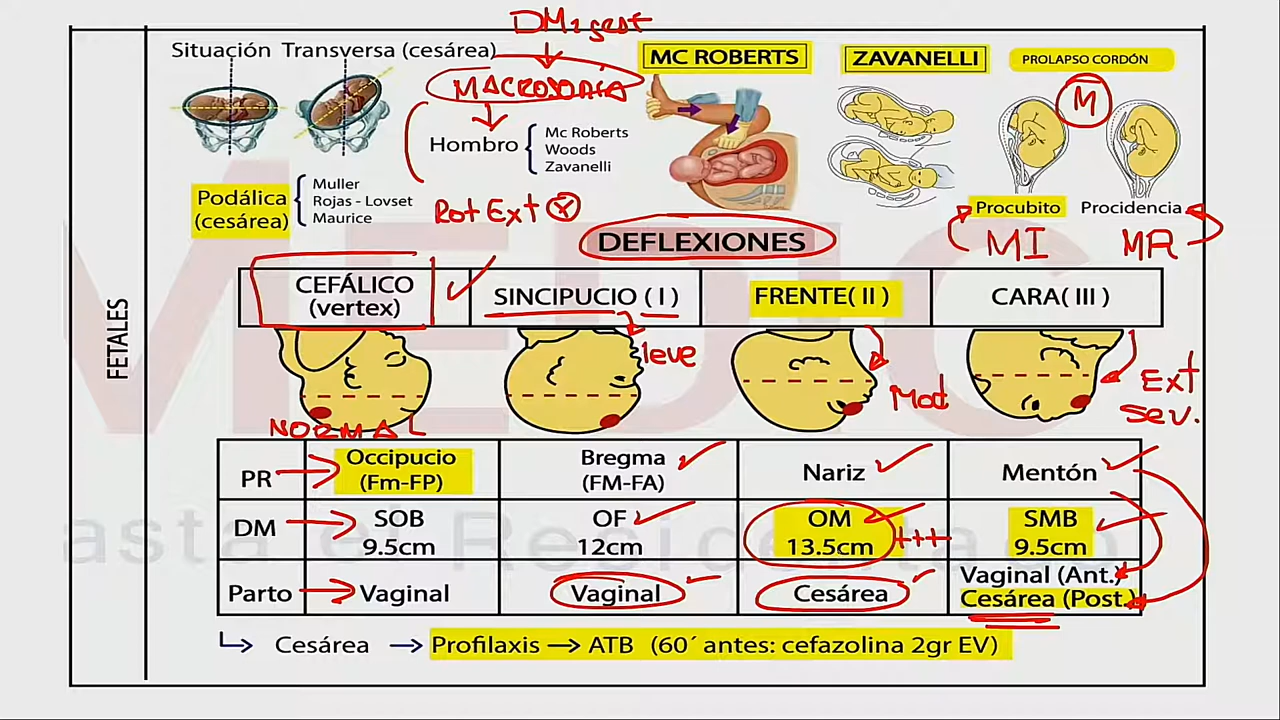 DM2 gest
Situación Transversa (cesárea)
MACROSOMÍA
MC ROBERTS
ZAVANELLI
PROLAPSO CORDÓN
M
Hombro
Mc Roberts
Woods
Zavanelli
Podálica
(cesárea)
Muller
Rojas - Lovset
Maurice
Rot Ext
Procubito
Procidencia
MI
MR
DEFLEXIONES
FETALES
CEFÁLICO
(vertex)
SINCIPUCIO ( I )
FRENTE( II )
CARA( III )
leve
Mod
Ext
Sev.
NORMAL
PR
Occipucio
(Fm-FP)
Bregma
(FM-FA)
Nariz
Mentón
DM
SOB
9.5cm
OF
12cm
OM
13.5cm
+++
SMB
9.5cm
Parto
Vaginal
Vaginal
Cesárea
Vaginal (Ant.)
Cesárea (Post.)
Cesárea → Profilaxis → ATB (60´ antes: cefazolina 2gr EV)